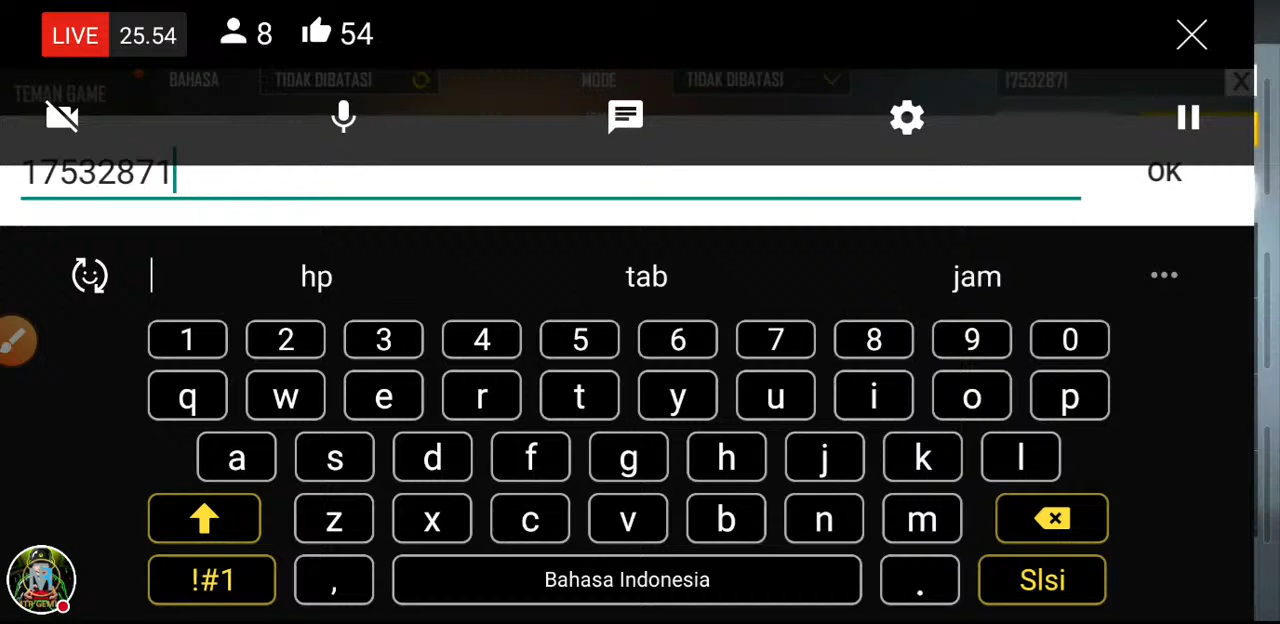 LIVE 25.54 8 54
TEMAN GAME BAHASA TIDAK DIBATASI MODE TIDAK DIBATASI 17532871 X
17532871 OK
hp tab jam ...
1 2 3 4 5 6 7 8 9 0
q w e r t y u i o p
a s d f g h j k l
z x c v b n m
!#1 , Bahasa Indonesia . Slsi